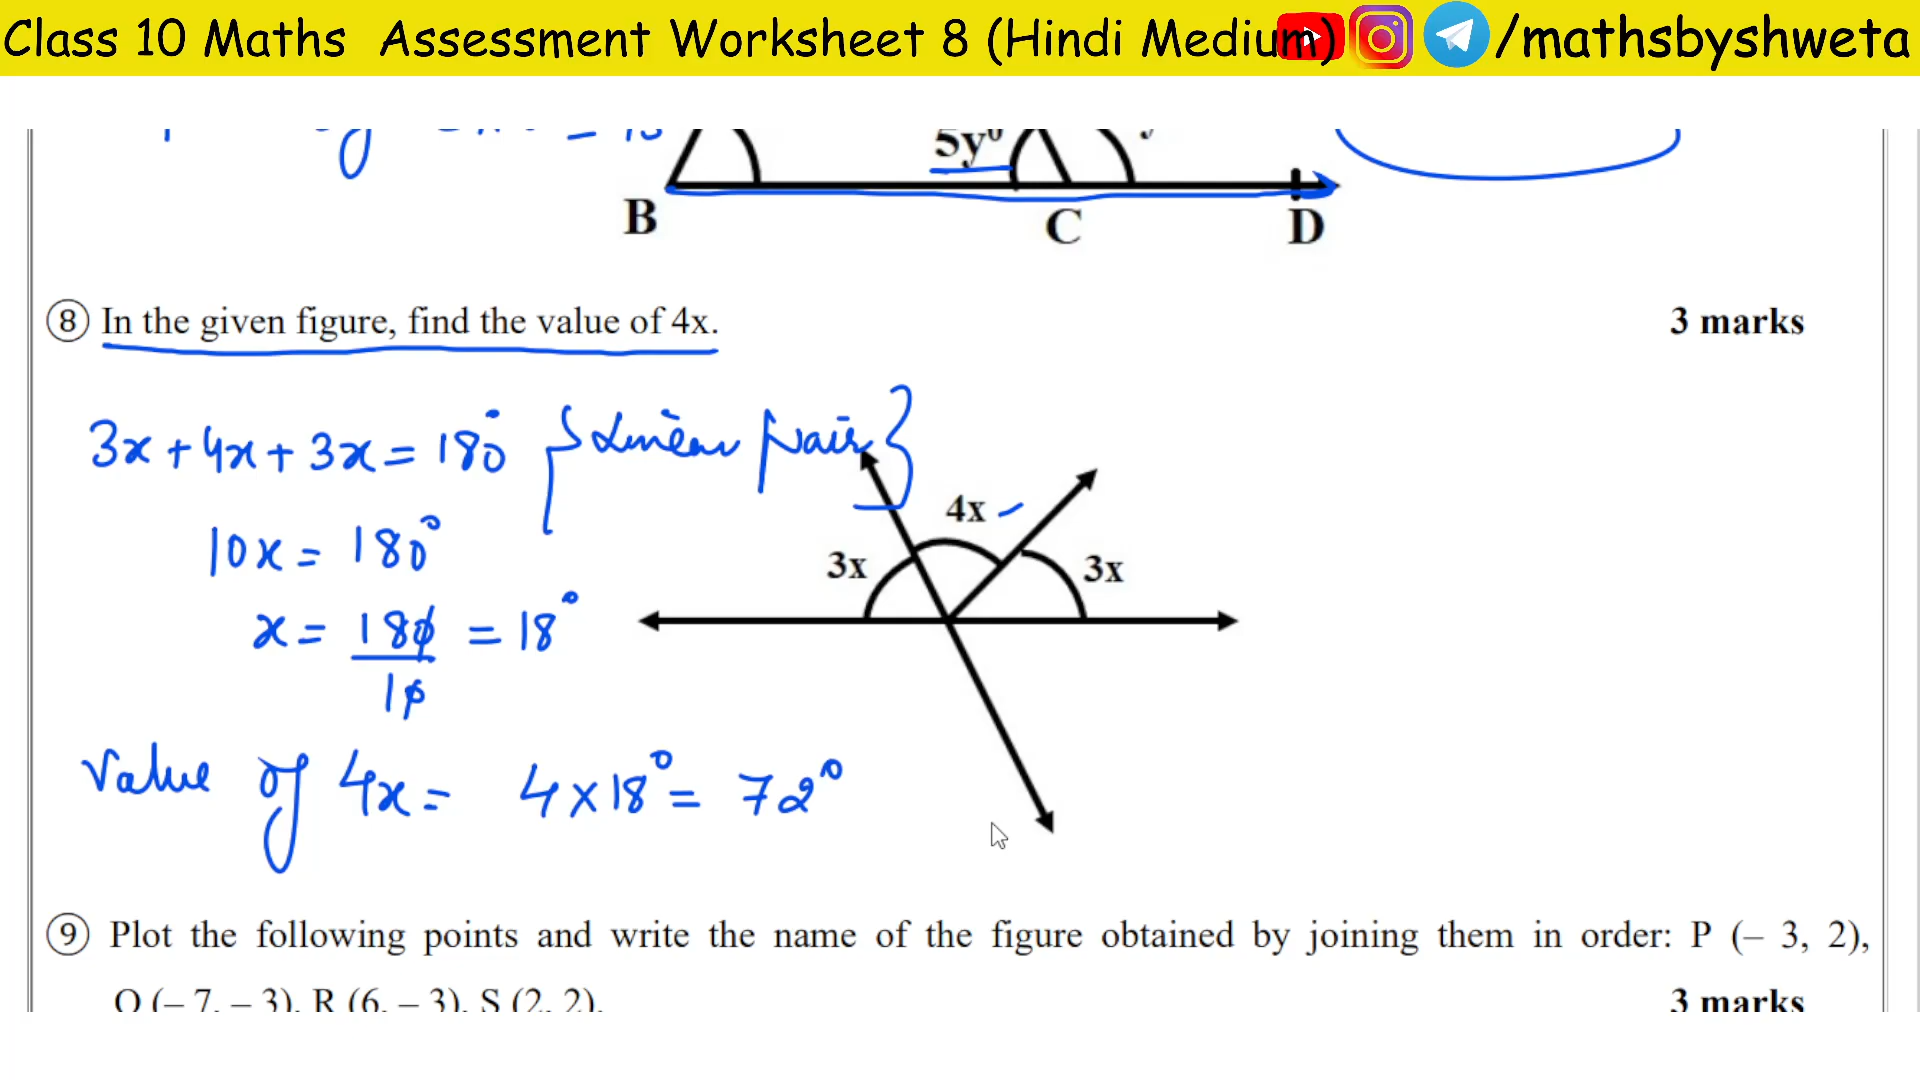 Class 10 Maths Assessment Worksheet 8 (Hindi Medium) /mathsbyshweta
5y⁰
B
C
D
⑧ In the given figure, find the value of 4x. 3 marks
3x + 4x + 3x = 180° {Linear pair}
10x = 180°
x = 180/10 = 18°
Value of 4x = 4 × 18° = 72°
4x
3x
3x
⑨ Plot the following points and write the name of the figure obtained by joining them in order: P (– 3, 2),
Q (– 7, – 3), R (6, – 3), S (2, 2). 3 marks